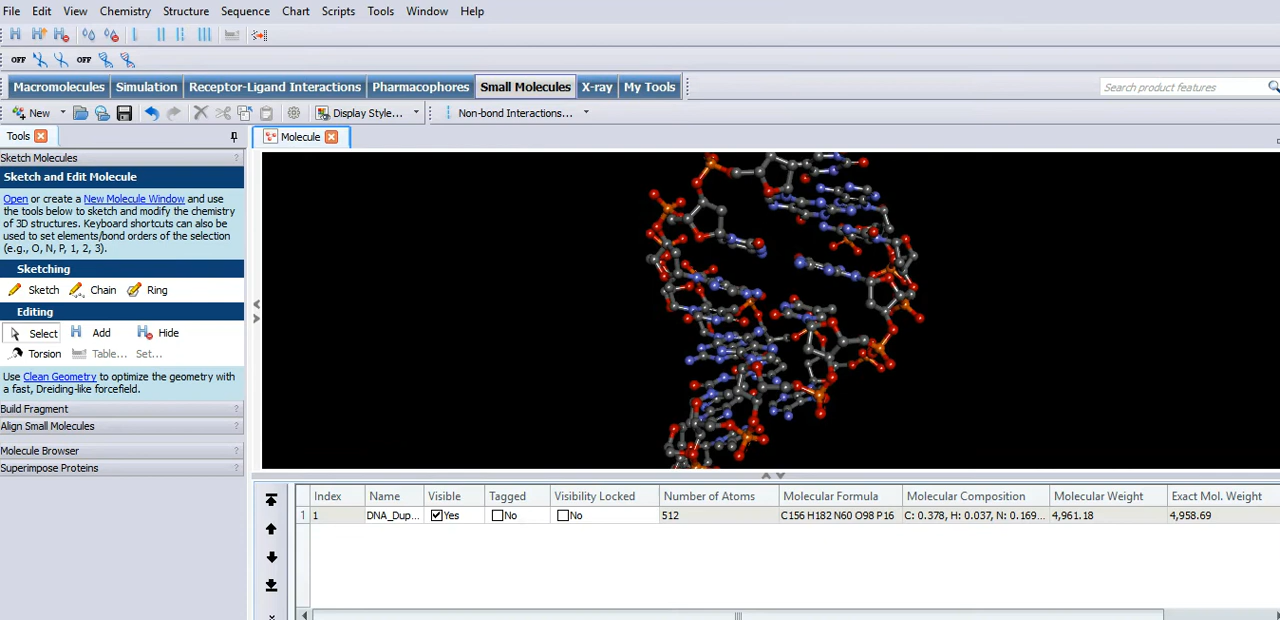 File Edit View Chemistry Structure Sequence Chart Scripts Tools Window Help
OFF OFF
Macromolecules Simulation Receptor-Ligand Interactions Pharmacophores Small Molecules X-ray My Tools Search product features
New Display Style... Non-bond Interactions...
Tools Molecule
Sketch Molecules ?
Sketch and Edit Molecule
Open or create a New Molecule Window and use
the tools below to sketch and modify the chemistry
of 3D structures. Keyboard shortcuts can also be
used to set elements/bond orders of the selection
(e.g., O, N, P, 1, 2, 3).
Sketching
Sketch Chain Ring
Editing
Select Add Hide
Torsion Table... Set...
Use Clean Geometry to optimize the geometry with
a fast, Dreiding-like forcefield.
Build Fragment ?
Align Small Molecules ?
Molecule Browser ?
Superimpose Proteins ?
Index Name Visible Tagged Visibility Locked Number of Atoms Molecular Formula Molecular Composition Molecular Weight Exact Mol. Weight
1 1 DNA_Dup... Yes No No 512 C156 H182 N60 O98 P16 C: 0.378, H: 0.037, N: 0.169... 4,961.18 4,958.69